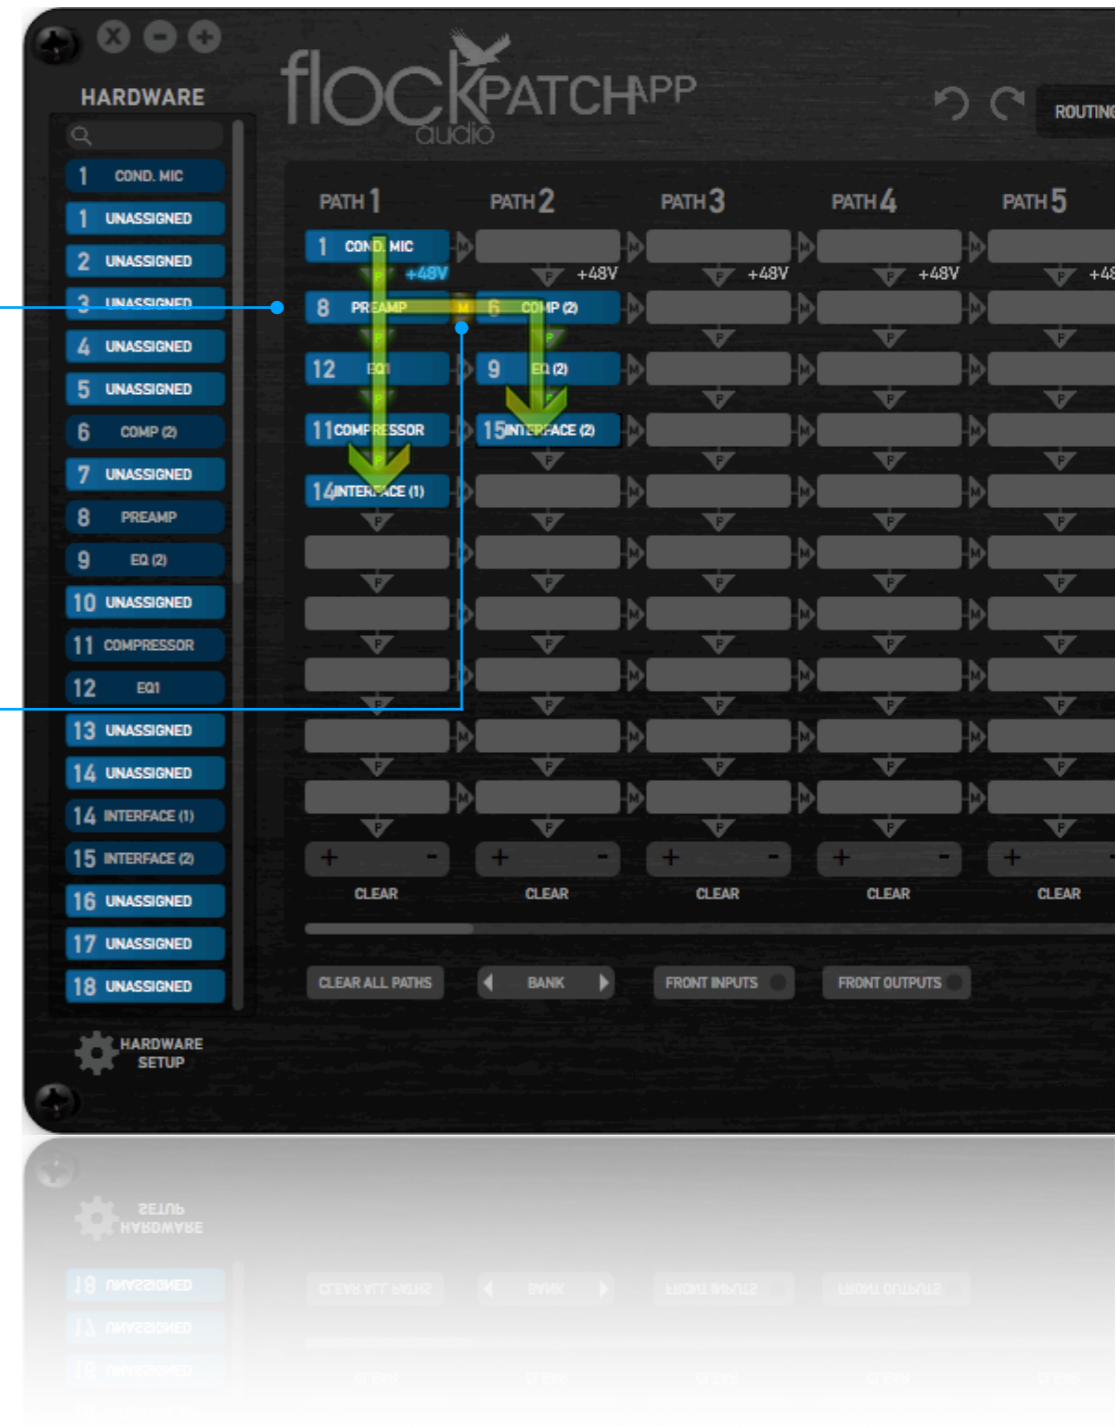 X - +
flock PATCH APP
audio
HARDWARE
ROUTING
1 COND. MIC
1 UNASSIGNED
2 UNASSIGNED
3 UNASSIGNED
4 UNASSIGNED
5 UNASSIGNED
6 COMP (2)
7 UNASSIGNED
8 PREAMP
9 EQ (2)
10 UNASSIGNED
11 COMPRESSOR
12 EQ1
13 UNASSIGNED
14 UNASSIGNED
14 INTERFACE (1)
15 INTERFACE (2)
16 UNASSIGNED
17 UNASSIGNED
18 UNASSIGNED
HARDWARE
SETUP
PATH 1 PATH 2 PATH 3 PATH 4 PATH 5
1 COND. MIC M M M M
P +48V P +48V P +48V P +48V P +48
8 PREAMP M 6 COMP (2) M M M
P P P P P
12 EQ1 9 EQ (2) M M M
P P P P P
11 COMPRESSOR 15 INTERFACE (2) M M M
P P P P
14 INTERFACE (1) M M M
P P P P P
M M M
P P P P P
M M M
P P P P P
M M M
P P P P P
M M M M
P P P P P
M M M M
P P P P P
+ - + - + - + - +
CLEAR CLEAR CLEAR CLEAR CLEAR
CLEAR ALL PATHS BANK FRONT INPUTS FRONT OUTPUTS